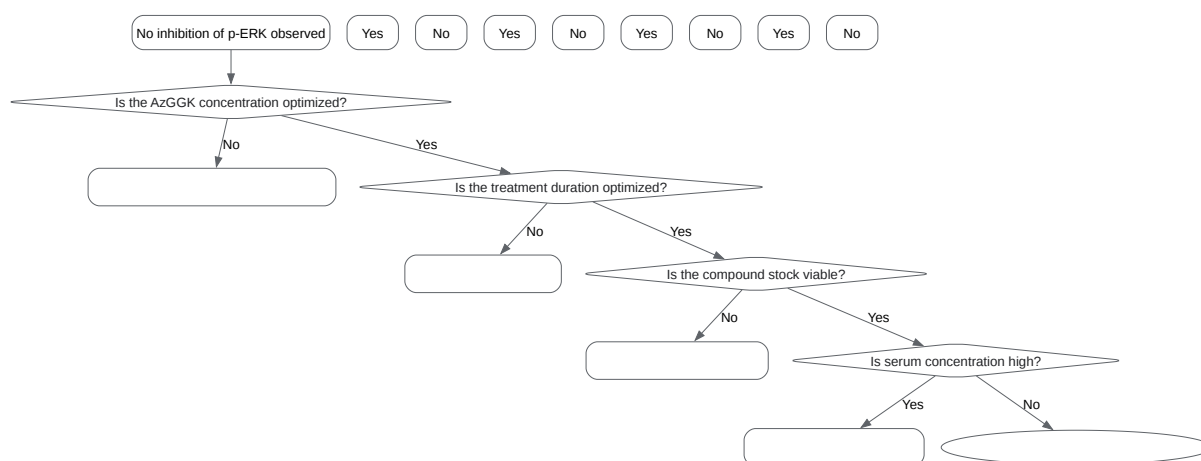 No inhibition of p-ERK observed
Yes
No
Yes
No
Yes
No
Yes
No
Is the AzGGK concentration optimized?
No
Yes
Is the treatment duration optimized?
No
Yes
Is the compound stock viable?
No
Yes
Is serum concentration high?
Yes
No